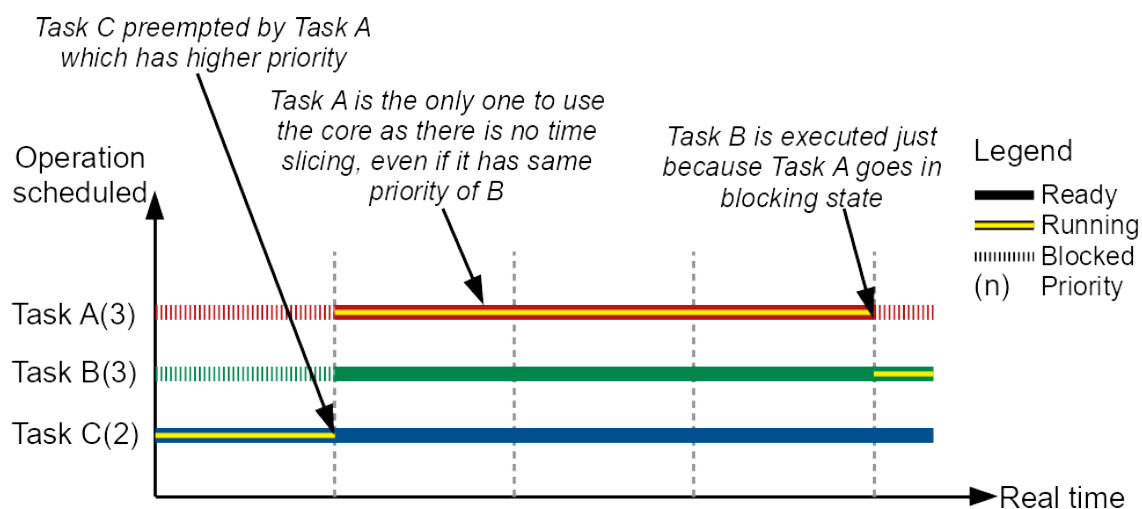 Task C preempted by Task A
which has higher priority
Task A is the only one to use
the core as there is no time
slicing, even if it has same
priority of B
Task B is executed just
because Task A goes in
blocking state
Operation
scheduled
Legend
Ready
Running
Blocked
(n) Priority
Task A(3)
Task B(3)
Task C(2)
Real time